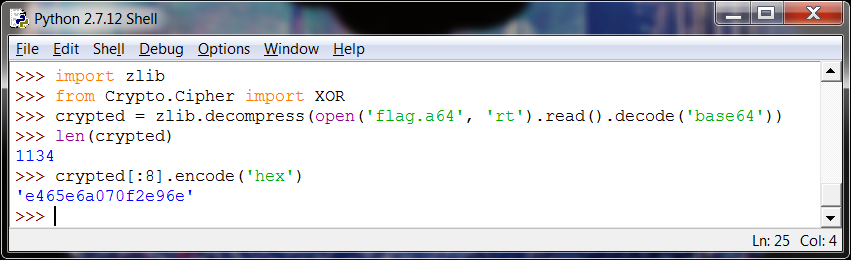 Python 2.7.12 Shell
File Edit Shell Debug Options Window Help
>>> import zlib
>>> from Crypto.Cipher import XOR
>>> crypted = zlib.decompress(open('flag.a64', 'rt').read().decode('base64'))
>>> len(crypted)
1134
>>> crypted[:8].encode('hex')
'e465e6a070f2e96e'
>>>
Ln: 25 Col: 4